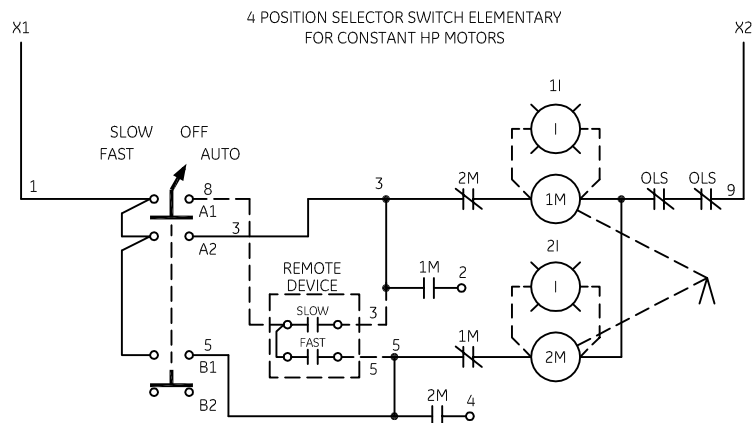 4 POSITION SELECTOR SWITCH ELEMENTARY
FOR CONSTANT HP MOTORS
X1
X2
1I
I
SLOW OFF
FAST AUTO
1
8
A1
3
A2
3
2M
1M
OLS
OLS
9
2I
I
REMOTE
DEVICE
1M
2
SLOW
3
FAST
5
5
1M
2M
5
B1
B2
2M
4